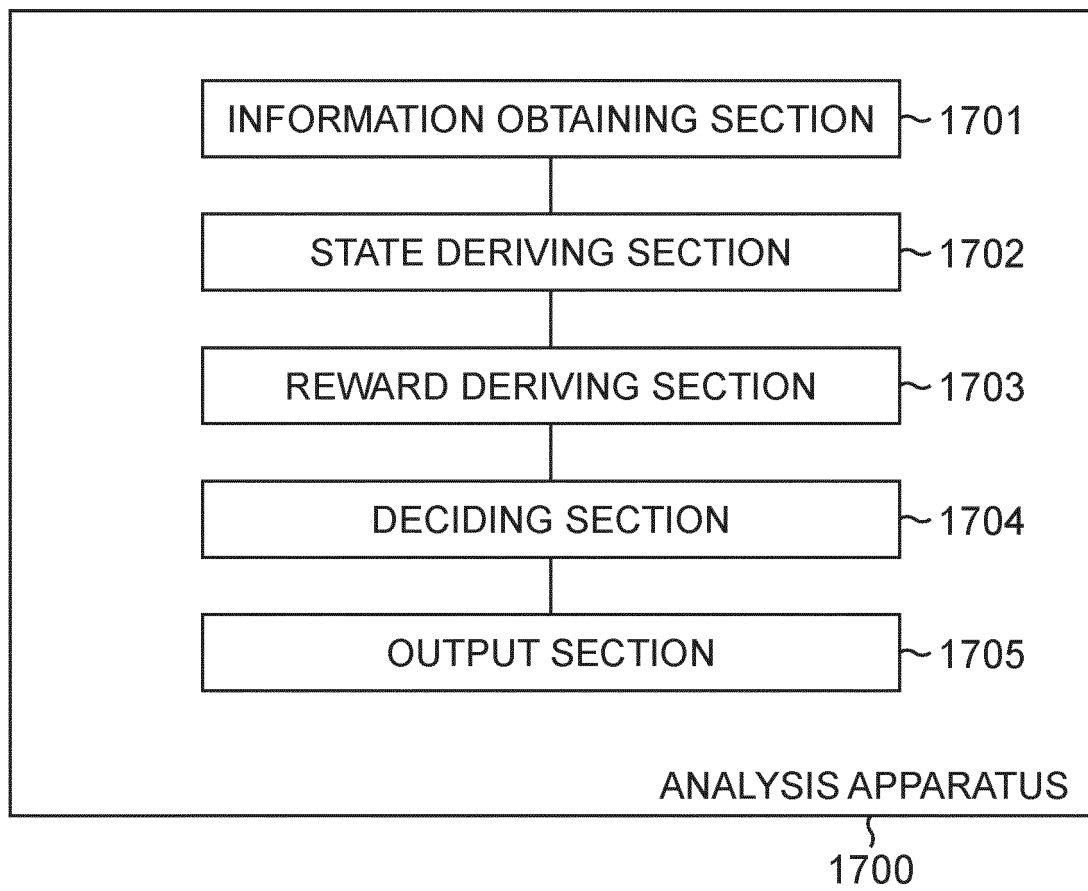 INFORMATION OBTAINING SECTION 1701
STATE DERIVING SECTION 1702
REWARD DERIVING SECTION 1703
DECIDING SECTION 1704
OUTPUT SECTION 1705
ANALYSIS APPARATUS
1700